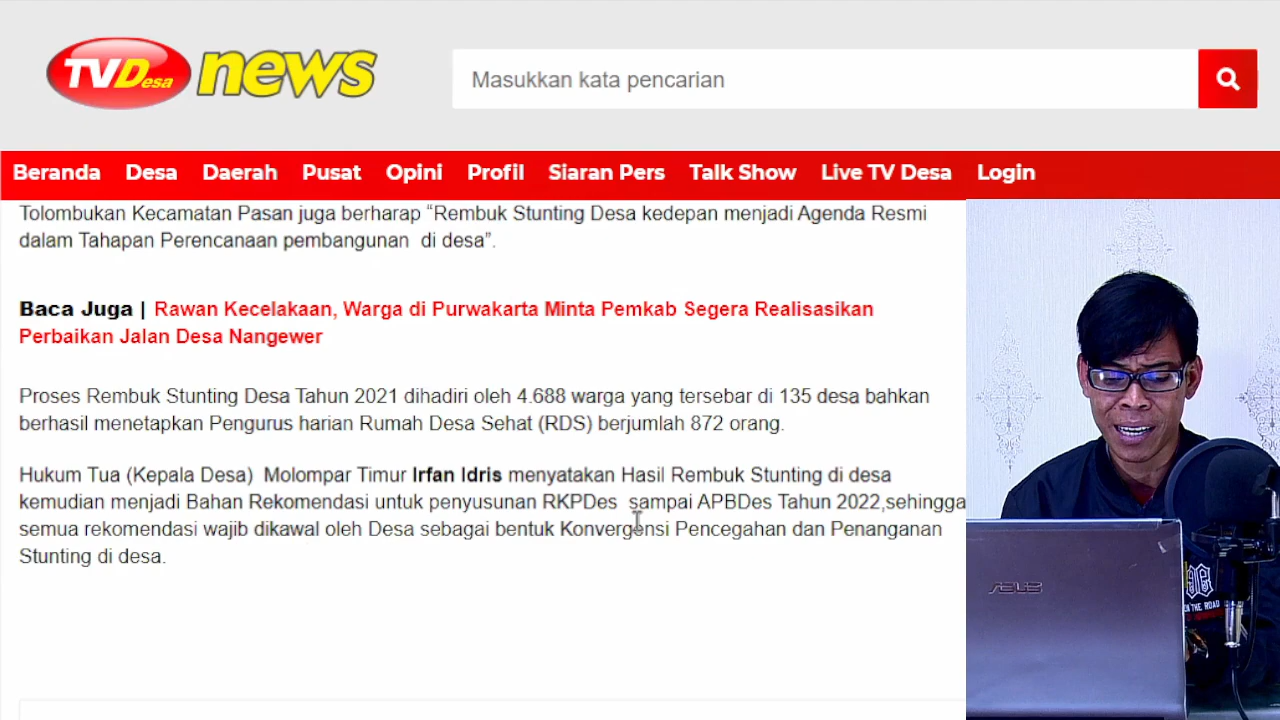 TVDesa news
Masukkan kata pencarian
Beranda Desa Daerah Pusat Opini Profil Siaran Pers Talk Show Live TV Desa Login
Tolombukan Kecamatan Pasan juga berharap “Rembuk Stunting Desa kedepan menjadi Agenda Resmi
dalam Tahapan Perencanaan pembangunan di desa”.
Baca Juga | Rawan Kecelakaan, Warga di Purwakarta Minta Pemkab Segera Realisasikan
Perbaikan Jalan Desa Nangewer
Proses Rembuk Stunting Desa Tahun 2021 dihadiri oleh 4.688 warga yang tersebar di 135 desa bahkan
berhasil menetapkan Pengurus harian Rumah Desa Sehat (RDS) berjumlah 872 orang.
Hukum Tua (Kepala Desa) Molompar Timur Irfan Idris menyatakan Hasil Rembuk Stunting di desa
kemudian menjadi Bahan Rekomendasi untuk penyusunan RKPDes sampai APBDes Tahun 2022,sehingga
semua rekomendasi wajib dikawal oleh Desa sebagai bentuk Konvergensi Pencegahan dan Penanganan
Stunting di desa.
ASUS
THE ROAD